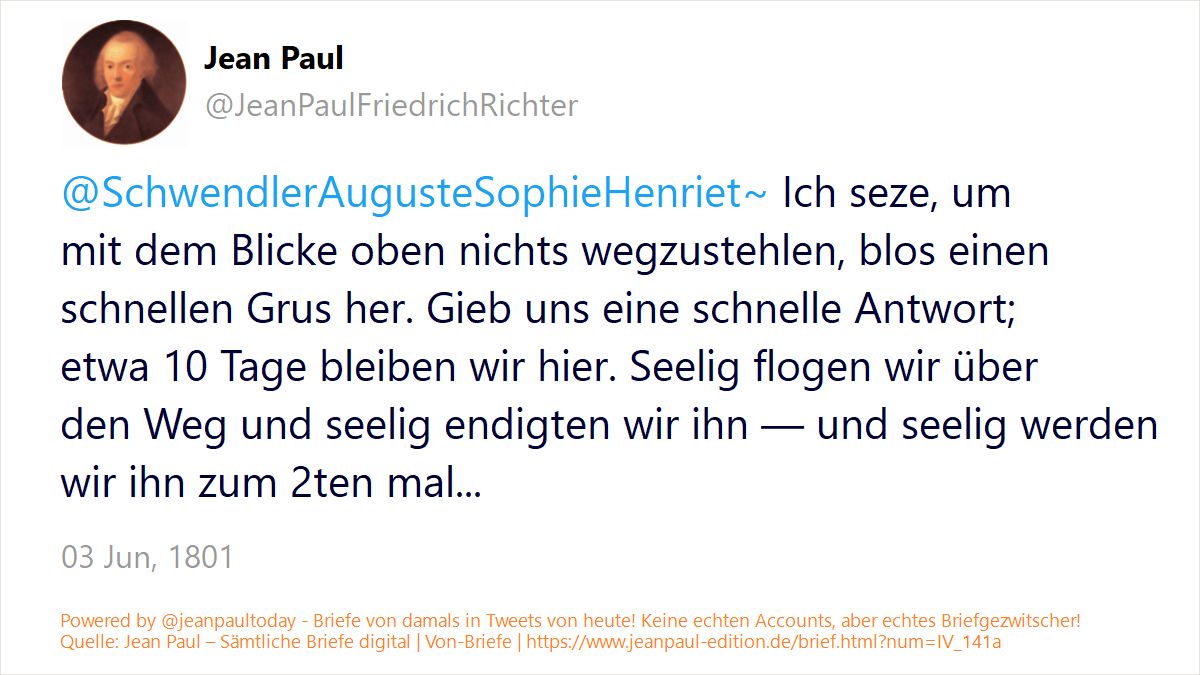 Jean Paul
@JeanPaulFriedrichRichter
@SchwendlerAugusteSophieHenriet~ Ich seze, um
mit dem Blicke oben nichts wegzustehlen, blos einen
schnellen Grus her. Gieb uns eine schnelle Antwort;
etwa 10 Tage bleiben wir hier. Seelig flogen wir über
den Weg und seelig endigten wir ihn — und seelig werden
wir ihn zum 2ten mal...
03 Jun, 1801
Powered by @jeanpaultoday - Briefe von damals in Tweets von heute! Keine echten Accounts, aber echtes Briefgezwitscher!
Quelle: Jean Paul – Sämtliche Briefe digital | Von-Briefe | https://www.jeanpaul-edition.de/brief.html?num=IV_141a